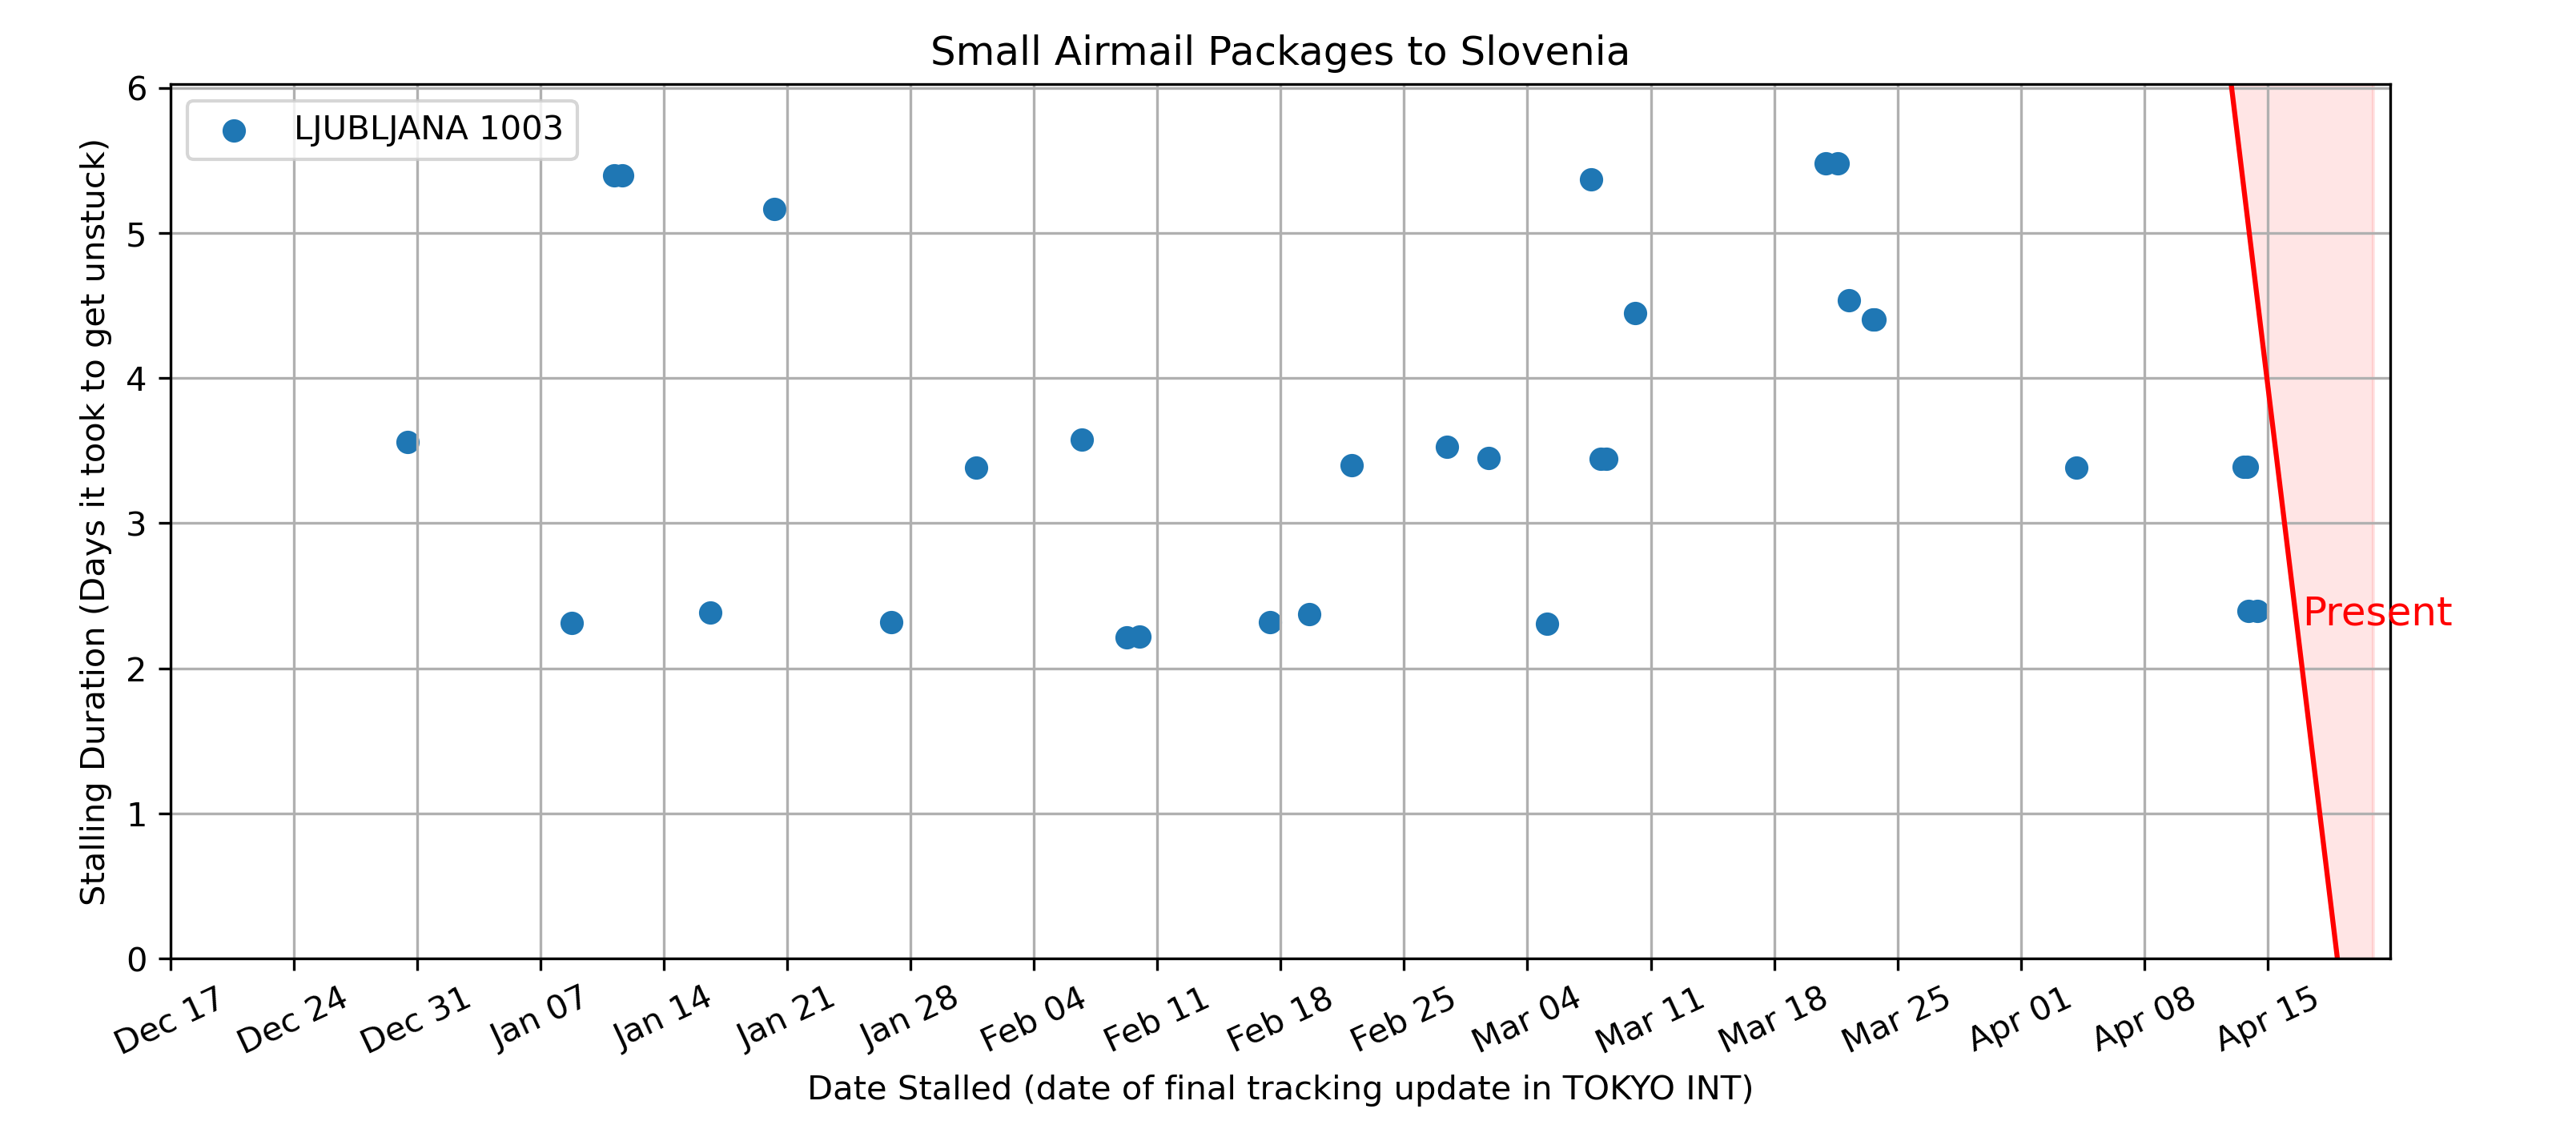 Small Airmail Packages to Slovenia
LJUBLJANA 1003
Stalling Duration (Days it took to get unstuck)
6
5
4
3
2
1
0
Present
Dec 17
Dec 24
Dec 31
Jan 07
Jan 14
Jan 21
Jan 28
Feb 04
Feb 11
Feb 18
Feb 25
Mar 04
Mar 11
Mar 18
Mar 25
Apr 01
Apr 08
Apr 15
Date Stalled (date of final tracking update in TOKYO INT)